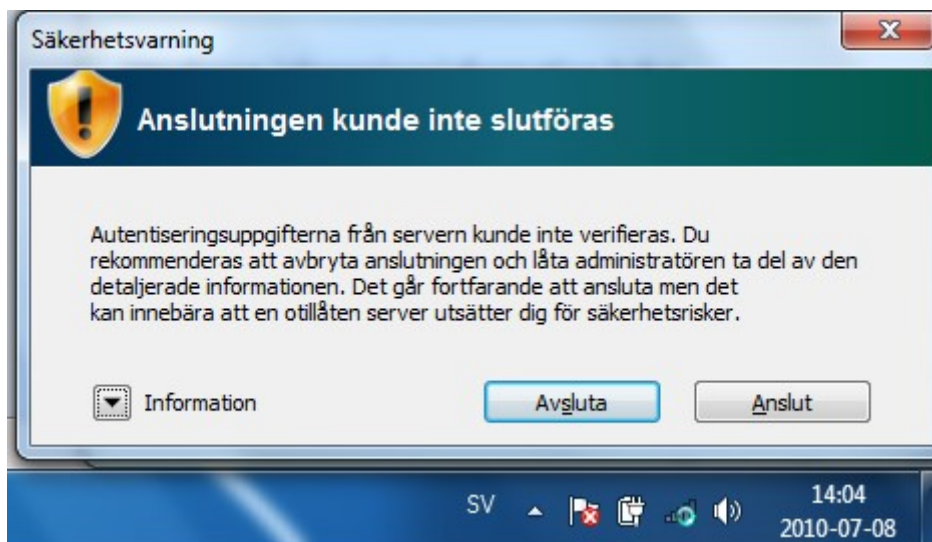 Säkerhetsvarning
Anslutningen kunde inte slutföras
Autentiseringsuppgifterna från servern kunde inte verifieras. Du
rekommenderas att avbryta anslutningen och låta administratören ta del av den
detaljerade informationen. Det går fortfarande att ansluta men det
kan innebära att en otillåten server utsätter dig för säkerhetsrisker.
Information
Avsluta
Anslut
SV
14:04
2010-07-08